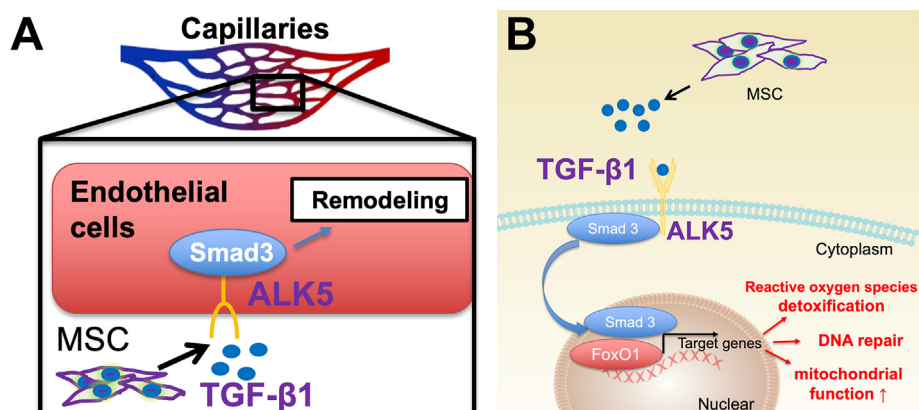 A
Capillaries
Endothelial
cells
Remodeling
Smad3
ALK5
MSC
TGF-β1
B
MSC
TGF-β1
Smad 3
ALK5
Cytoplasm
Smad 3
FoxO1
Target genes
Nuclear
Reactive oxygen species
detoxification
DNA repair
mitochondrial
function ↑